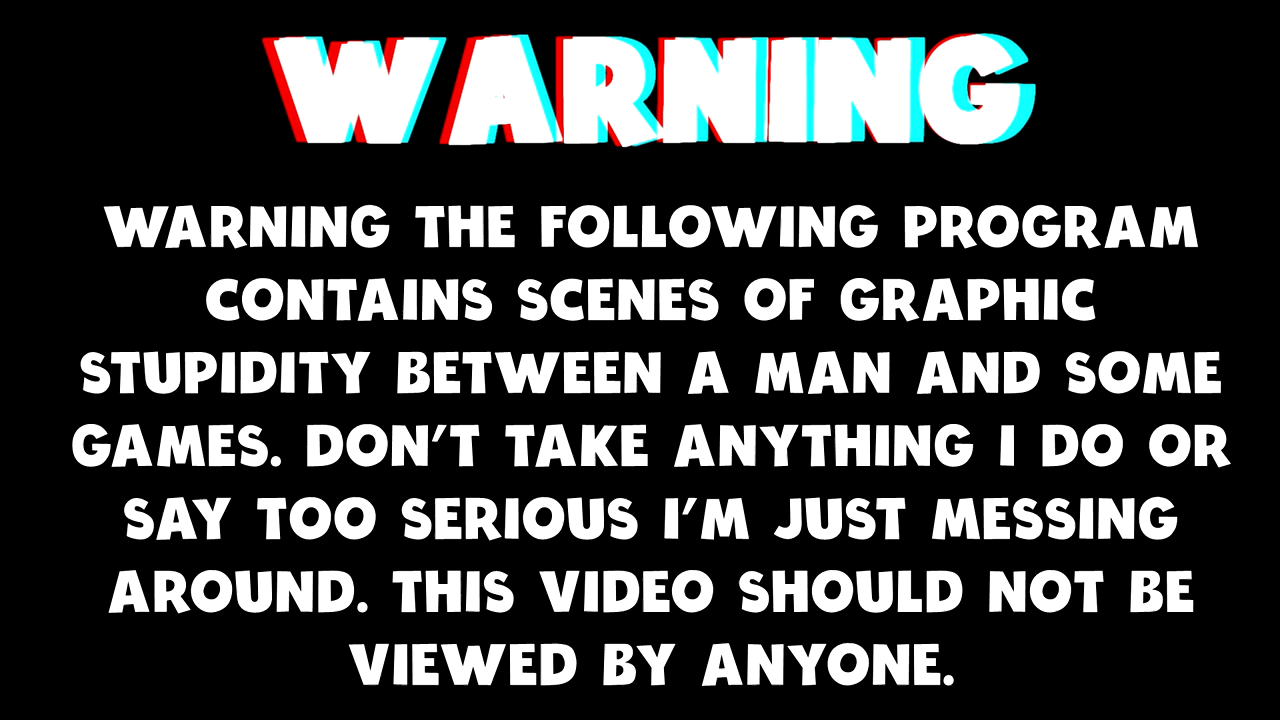 WARNING
WARNING THE FOLLOWING PROGRAM
CONTAINS SCENES OF GRAPHIC
STUPIDITY BETWEEN A MAN AND SOME
GAMES. DON'T TAKE ANYTHING I DO OR
SAY TOO SERIOUS I'M JUST MESSING
AROUND. THIS VIDEO SHOULD NOT BE
VIEWED BY ANYONE.